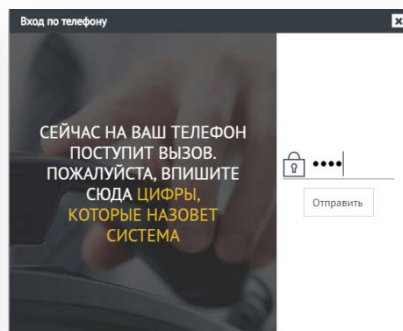 Вход по телефону
СЕЙЧАС НА ВАШ ТЕЛЕФОН
ПОСТУПИТ ВЫЗОВ.
ПОЖАЛУЙСТА, ВПИШИТЕ
СЮДА ЦИФРЫ,
КОТОРЫЕ НАЗОВЕТ
СИСТЕМА
••••
Отправить